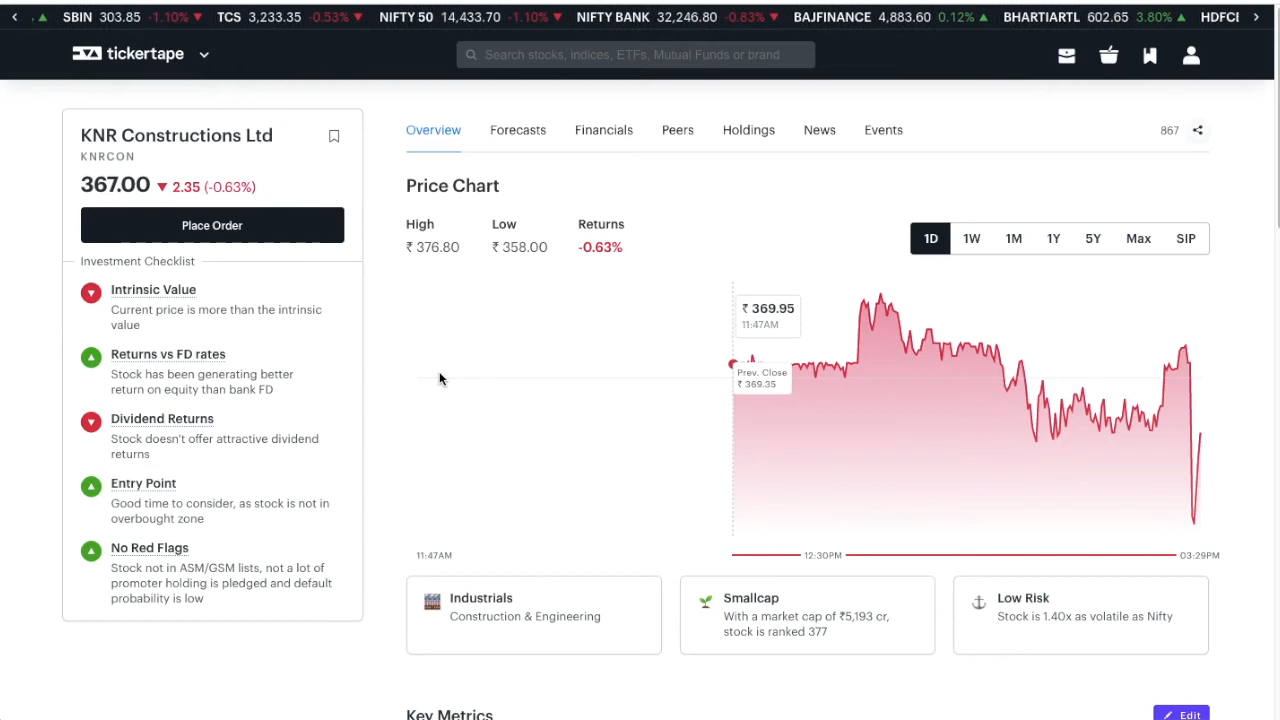 SBIN 303.85 -1.10% ▼ TCS 3,233.35 -0.53% ▼ NIFTY 50 14,433.70 -1.10% ▼ NIFTY BANK 32,246.80 -0.83% ▼ BAJFINANCE 4,883.60 0.12% ▲ BHARTIARTL 602.65 3.80% ▲ HDFC
tickertape
Search stocks, indices, ETFs, Mutual Funds or brand
KNR Constructions Ltd
KNRCON
367.00 ▼ 2.35 (-0.63%)
Place Order
Investment Checklist
Intrinsic Value
Current price is more than the intrinsic
value
Returns vs FD rates
Stock has been generating better
return on equity than bank FD
Dividend Returns
Stock doesn't offer attractive dividend
returns
Entry Point
Good time to consider, as stock is not in
overbought zone
No Red Flags
Stock not in ASM/GSM lists, not a lot of
promoter holding is pledged and default
probability is low
Overview Forecasts Financials Peers Holdings News Events 867
Price Chart
High Low Returns
₹ 376.80 ₹ 358.00 -0.63%
1D 1W 1M 1Y 5Y Max SIP
₹ 369.95
11:47AM
Prev. Close
₹ 369.35
11:47AM 12:30PM 03:29PM
Industrials
Construction & Engineering
Smallcap
With a market cap of ₹5,193 cr,
stock is ranked 377
Low Risk
Stock is 1.40x as volatile as Nifty
Key Metrics Edit